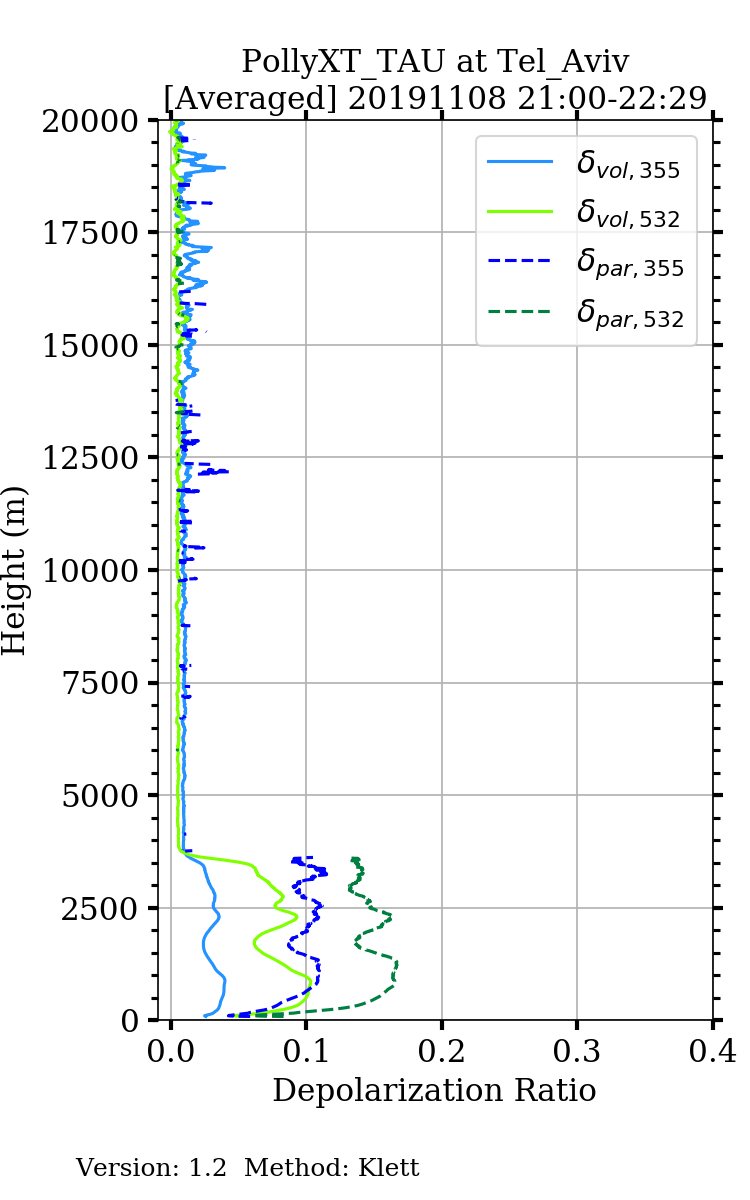 PollyXT_TAU at Tel_Aviv
[Averaged] 20191108 21:00-22:29
20000
17500
15000
12500
10000
7500
5000
2500
0
Height (m)
δvol, 355
δvol, 532
δpar, 355
δpar, 532
0.0 0.1 0.2 0.3 0.4
Depolarization Ratio
Version: 1.2 Method: Klett